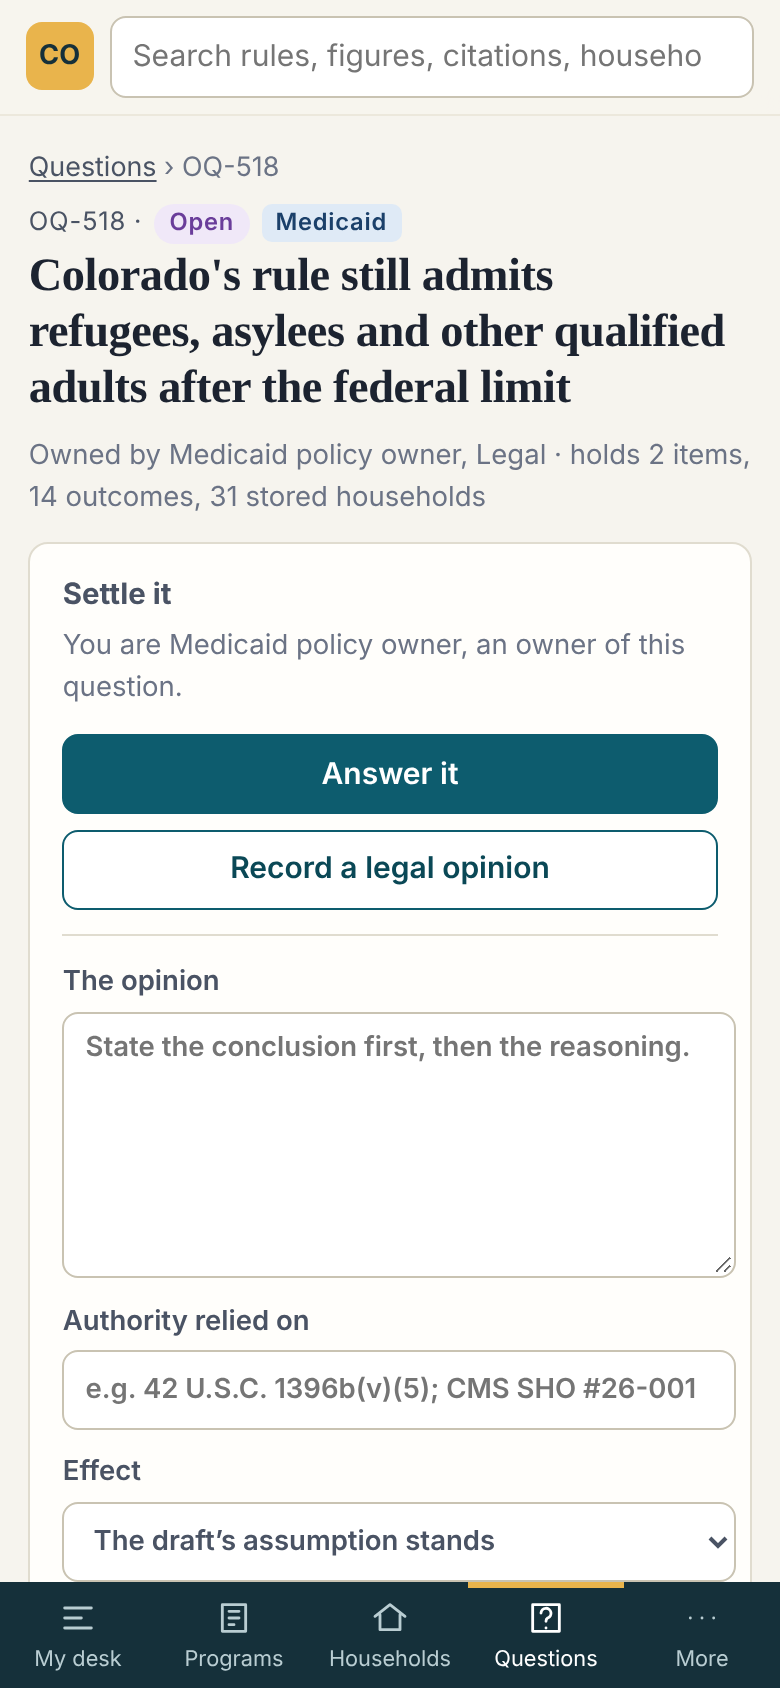 CO
Search rules, figures, citations, househo
Questions › OQ-518
OQ-518 · Open Medicaid
Colorado's rule still admits
refugees, asylees and other qualified
adults after the federal limit
Owned by Medicaid policy owner, Legal · holds 2 items,
14 outcomes, 31 stored households
Settle it
You are Medicaid policy owner, an owner of this
question.
Answer it
Record a legal opinion
The opinion
State the conclusion first, then the reasoning.
Authority relied on
e.g. 42 U.S.C. 1396b(v)(5); CMS SHO #26-001
Effect
The draft’s assumption stands
My desk Programs Households Questions More